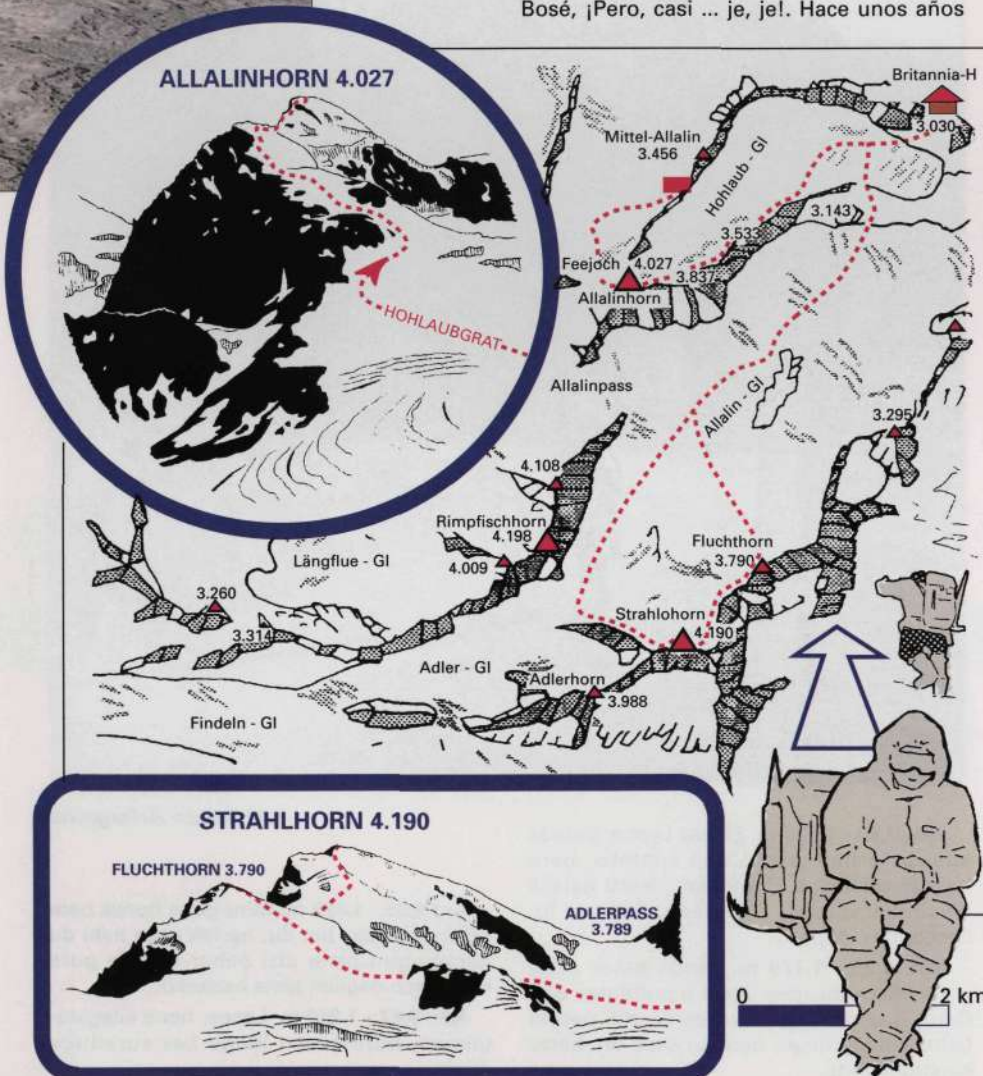 Bosé, ¡Pero, casi ... je, je!. Hace unos años
ALLALINHORN 4.027
HOHLAUBGRAT
Britannia-H
3.030
Mittel-Allalin
3.456
Hohlaub - Gl
3.143
3.533
Feejoch
4.027
3.837
Allalinhorn
Allalinpass
Allalin - Gl
3.295
4.108
Rimpfischhorn
4.198
4.009
Längflue - Gl
Fluchthorn
3.790
3.260
3.314
Strahlohorn
4.190
Adler - Gl
Adlerhorn
3.988
Findeln - Gl
STRAHLHORN 4.190
FLUCHTHORN 3.790
ADLERPASS
3.789
0
2 km